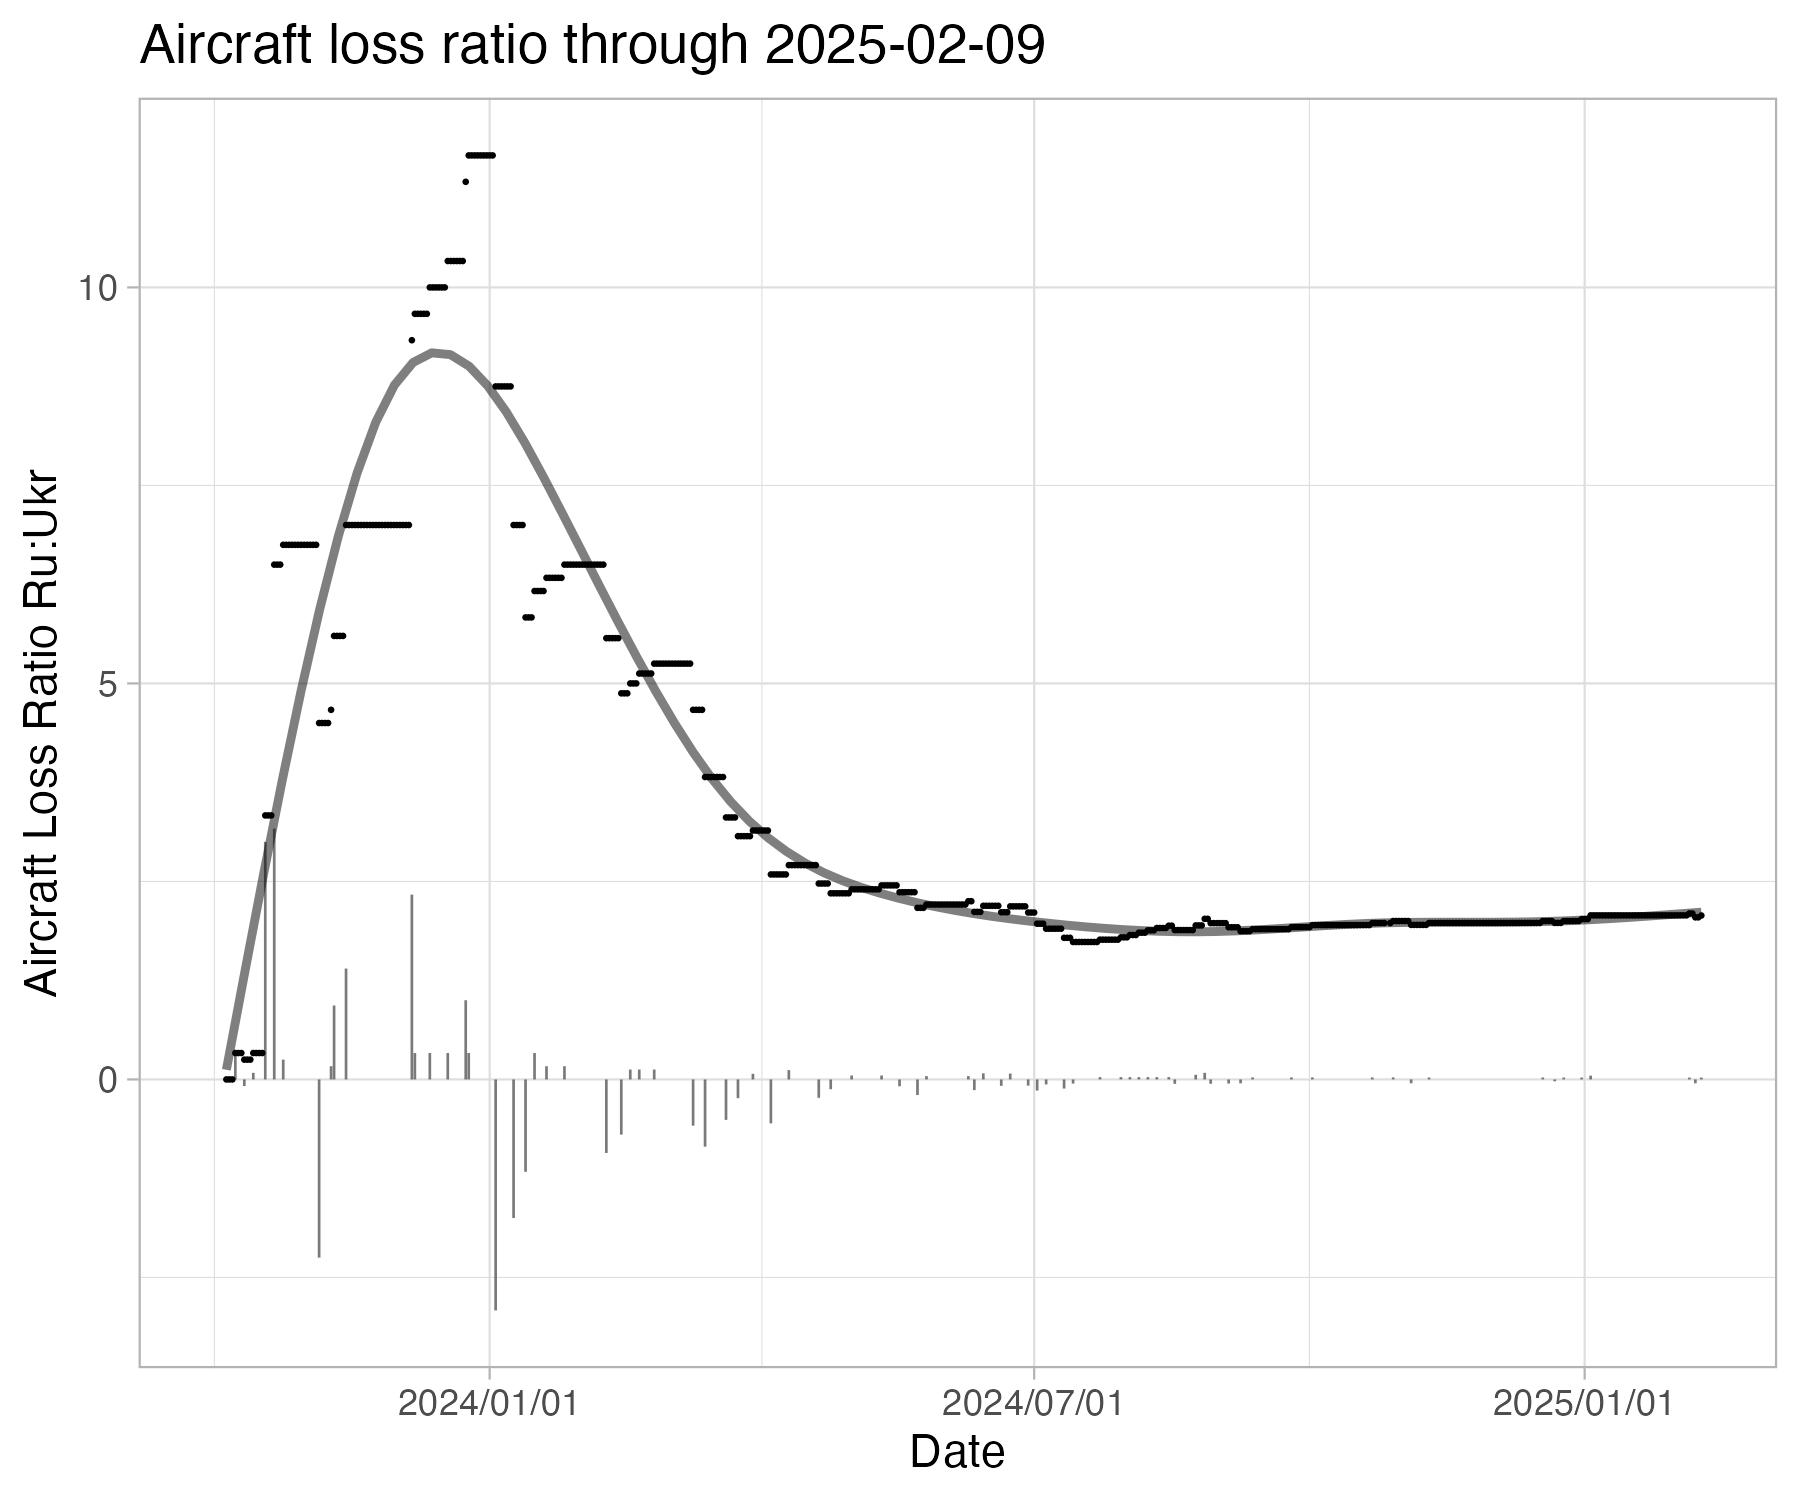 Aircraft loss ratio through 2025-02-09
Aircraft Loss Ratio Ru:Ukr
10
5
0
2024/01/01
2024/07/01
2025/01/01
Date